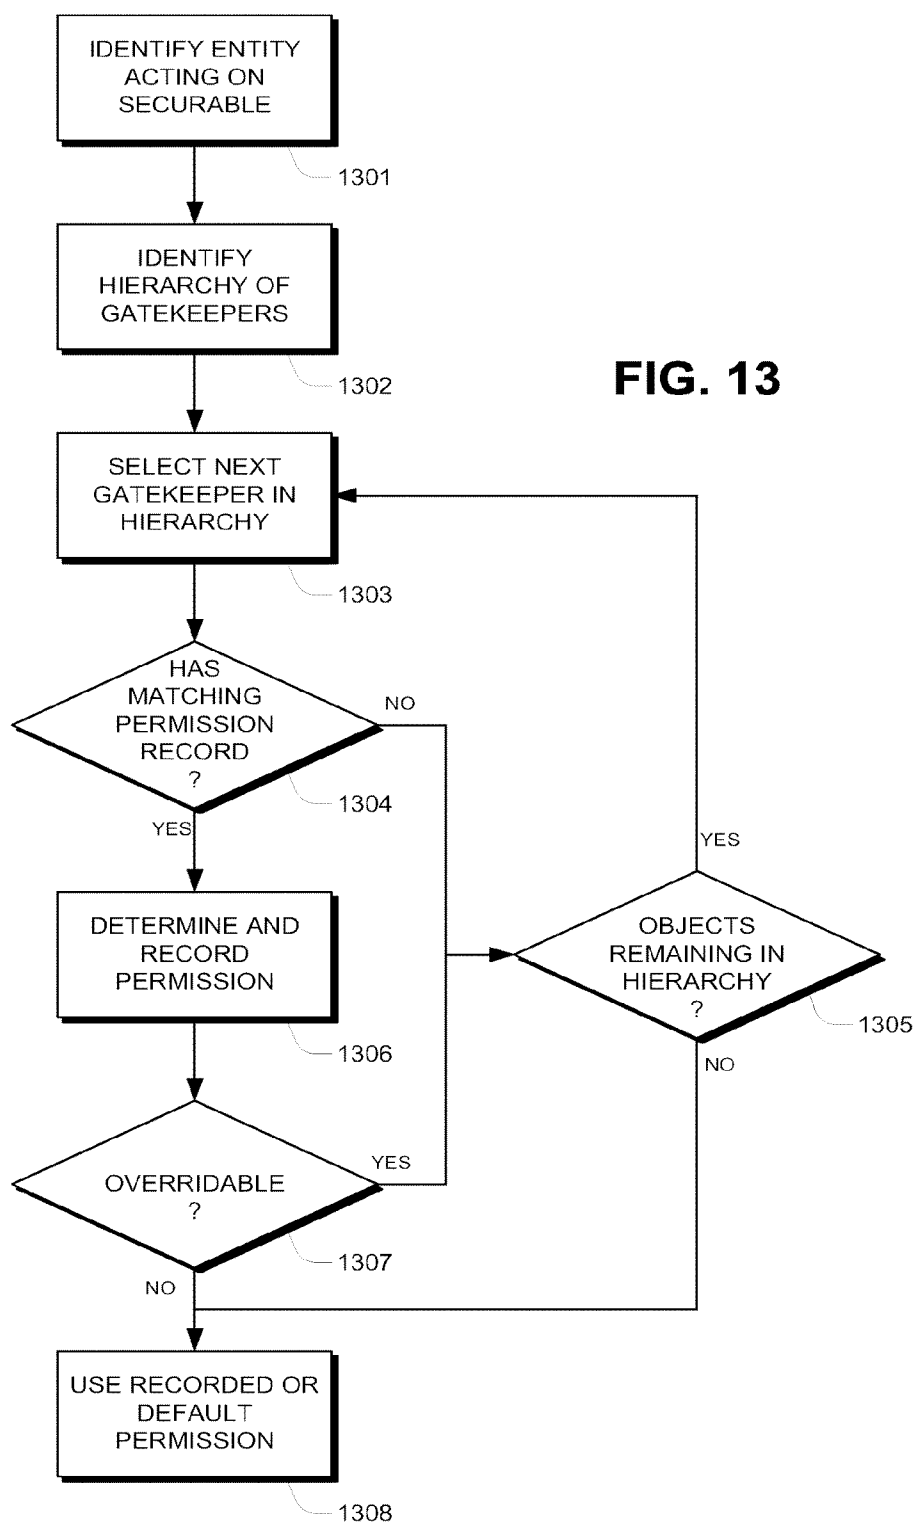 IDENTIFY ENTITY
ACTING ON
SECURABLE
1301
IDENTIFY
HIERARCHY OF
GATEKEEPERS
1302
FIG. 13
SELECT NEXT
GATEKEEPER IN
HIERARCHY
1303
HAS
MATCHING
PERMISSION
RECORD
?
NO
1304
YES
YES
DETERMINE AND
RECORD
PERMISSION
1306
OBJECTS
REMAINING IN
HIERARCHY
?
1305
NO
OVERRIDABLE
?
YES
1307
NO
USE RECORDED OR
DEFAULT
PERMISSION
1308